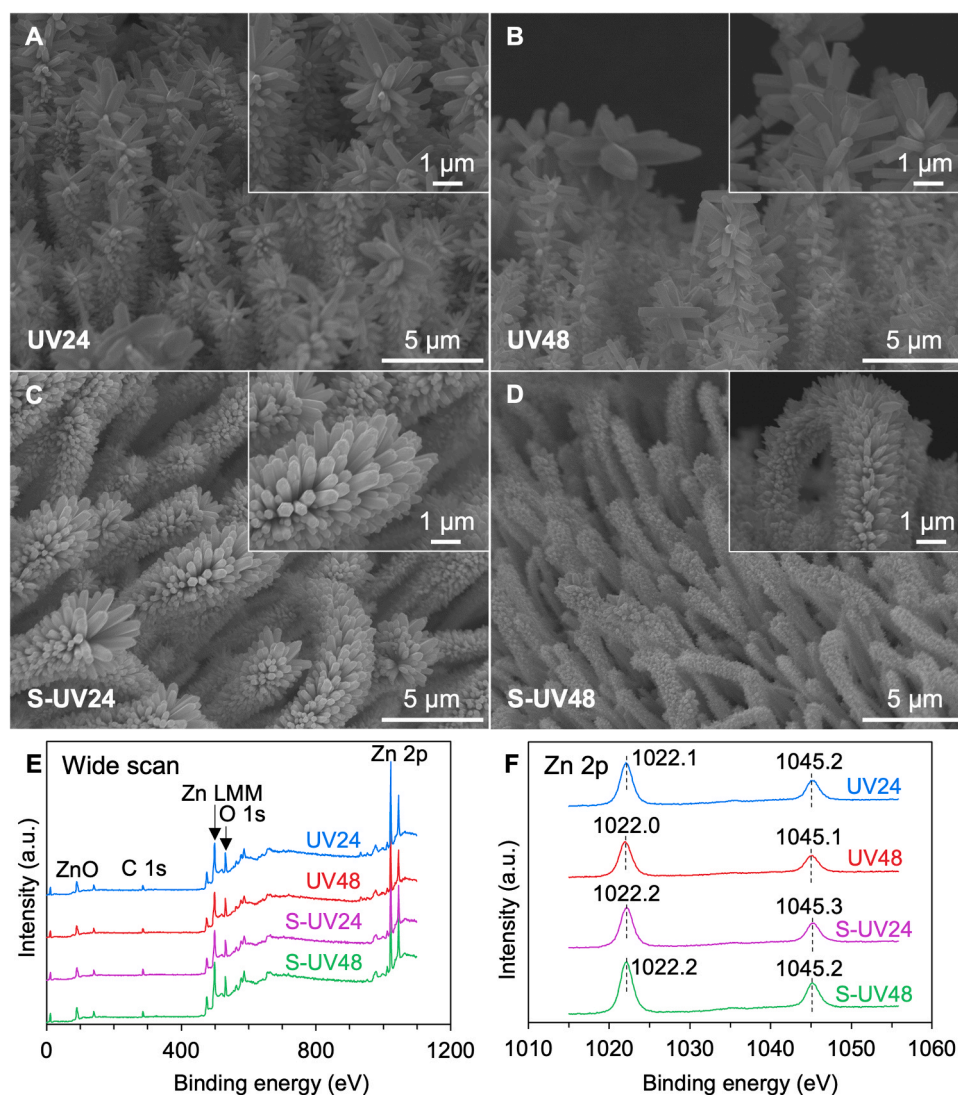 A
1 µm
UV24
5 µm
B
1 µm
UV48
5 µm
C
1 µm
S-UV24
5 µm
D
1 µm
S-UV48
5 µm
E Wide scan
Zn 2p
Zn LMM
O 1s
ZnO
C 1s
UV24
UV48
S-UV24
S-UV48
Intensity (a.u.)
0 400 800 1200
Binding energy (eV)
F Zn 2p
1022.1
1045.2
UV24
1022.0
1045.1
UV48
1022.2
1045.3
S-UV24
1022.2
1045.2
S-UV48
Intensity (a.u.)
1010 1020 1030 1040 1050 1060
Binding energy (eV)